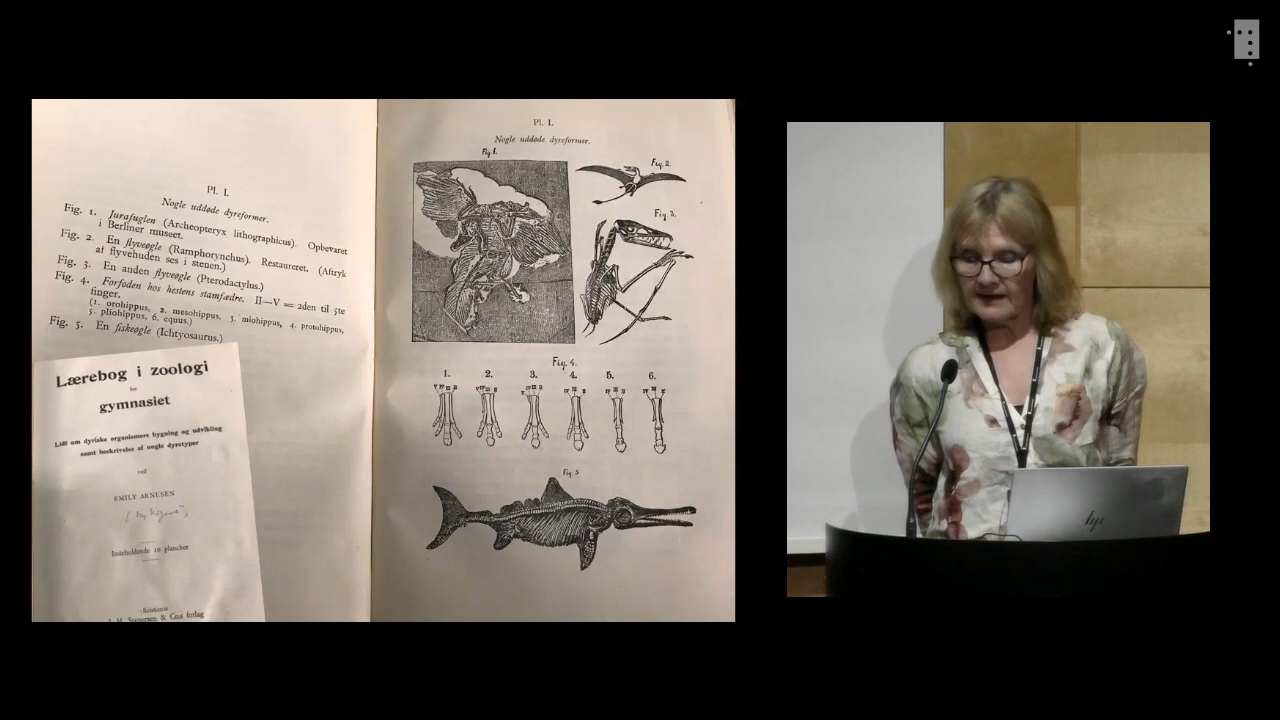 Pl. I.
Nogle uddøde dyreformer.
Fig. 1. Jurafuglen (Archeopteryx lithographicus). Opbevaret
i Berliner museet.
Fig. 2. En flyveøgle (Ramphorynchus). Restaureret. (Aftryk
af flyvehuden ses i stenen.)
Fig. 3. En anden flyveøgle (Pterodactylus.)
Fig. 4. Forfoden hos hestens stamfædre. II—V = 2den til 5te
finger.
(1. orohippus, 2. mesohippus, 3. miohippus, 4. protohippus,
5. pliohippus, 6. equus.)
Fig. 5. En fiskeøgle (Ichtyosaurus.)
Lærebog i zoologi
for
gymnasiet
Lidt om dyriske organismers bygning og udvikling
samt beskrivelse af nogle dyretyper
ved
EMILY ARNESEN
Indeholdende 10 plancher
Kristiania
& Co.s forlag
Pl. I.
Nogle uddøde dyreformer.
Fig 1.
Fig. 2.
Fig 3.
Fig. 4.
1. 2. 3. 4. 5. 6.
Fig. 5
hp